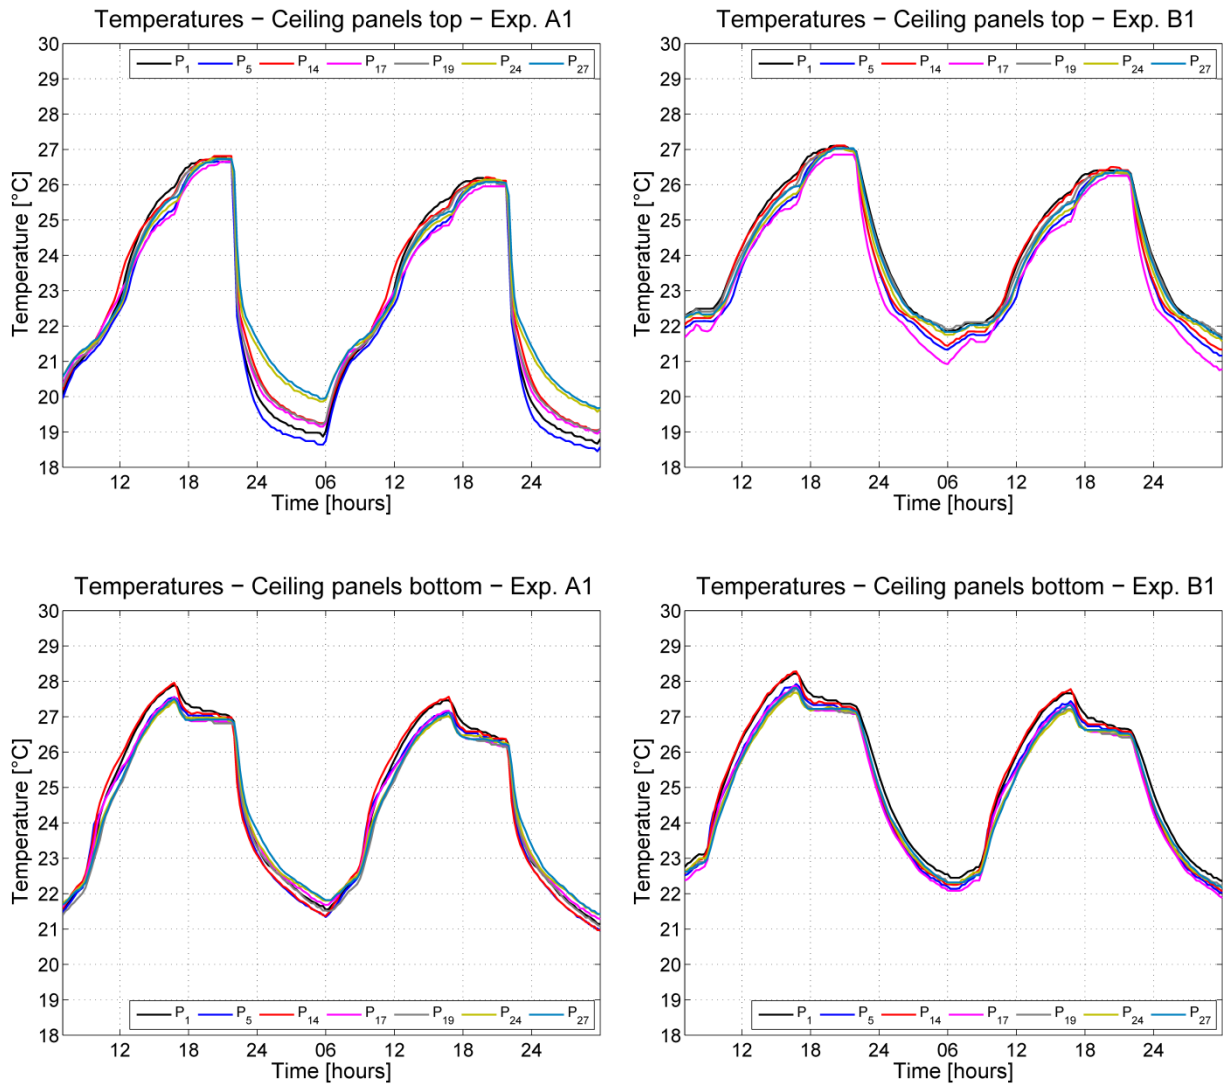 Temperatures − Ceiling panels top − Exp. A1
P1 P5 P14 P17 P19 P24 P27
30
29
28
27
26
25
24
23
22
21
20
19
18
Temperature [°C]
12 18 24 06 12 18 24
Time [hours]
Temperatures − Ceiling panels top − Exp. B1
P1 P5 P14 P17 P19 P24 P27
30
29
28
27
26
25
24
23
22
21
20
19
18
Temperature [°C]
12 18 24 06 12 18 24
Time [hours]
Temperatures − Ceiling panels bottom − Exp. A1
30
29
28
27
26
25
24
23
22
21
20
19
18
Temperature [°C]
P1 P5 P14 P17 P19 P24 P27
12 18 24 06 12 18 24
Time [hours]
Temperatures − Ceiling panels bottom − Exp. B1
30
29
28
27
26
25
24
23
22
21
20
19
18
Temperature [°C]
P1 P5 P14 P17 P19 P24 P27
12 18 24 06 12 18 24
Time [hours]